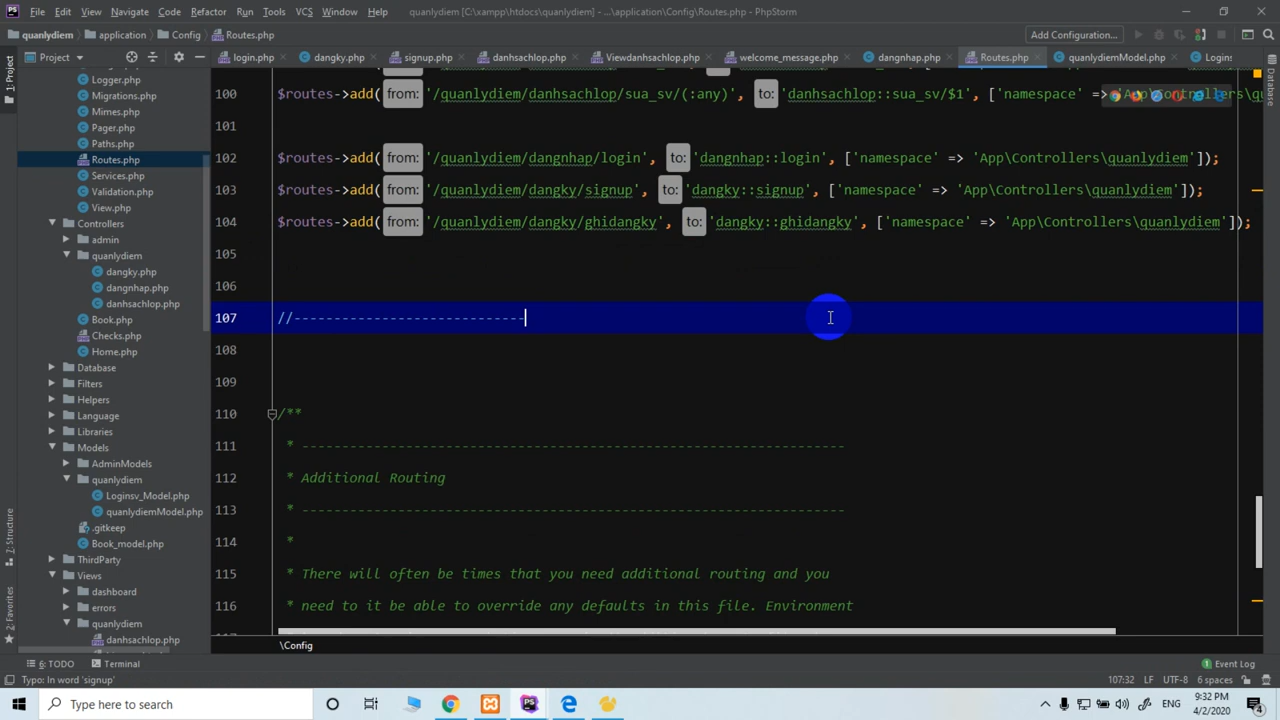 File Edit View Navigate Code Refactor Run Tools VCS Window Help quanlydiem [C:\xampp\htdocs\quanlydiem] - ...\application\Config\Routes.php - PhpStorm
quanlydiem application Config Routes.php Add Configuration...
Project login.php dangky.php signup.php danhsachlop.php Viewdanhsachlop.php welcome_message.php dangnhap.php Routes.php quanlydiemModel.php Logins
1: Project
Database
Logger.php
Migrations.php
Mimes.php
Pager.php
Paths.php
Routes.php
Services.php
Validation.php
View.php
Controllers
admin
quanlydiem
dangky.php
dangnhap.php
danhsachlop.php
Book.php
Checks.php
Home.php
Database
Filters
Helpers
Language
Libraries
Models
AdminModels
quanlydiem
Loginsv_Model.php
quanlydiemModel.php
.gitkeep
Book_model.php
ThirdParty
Views
dashboard
errors
quanlydiem
danhsachlop.php
7: Structure
2: Favorites
100 $routes->add( from: '/quanlydiem/danhsachlop/sua_sv/(:any)', to: 'danhsachlop::sua_sv/$1', ['namespace' =>
101
102 $routes->add( from: '/quanlydiem/dangnhap/login', to: 'dangnhap::login', ['namespace' => 'App\Controllers\quanlydiem']);
103 $routes->add( from: '/quanlydiem/dangky/signup', to: 'dangky::signup', ['namespace' => 'App\Controllers\quanlydiem']);
104 $routes->add( from: '/quanlydiem/dangky/ghidangky', to: 'dangky::ghidangky', ['namespace' => 'App\Controllers\quanlydiem']);
105
106
107 //-----------------------------
108
109
110 /**
111 * --------------------------------------------------------------------
112 * Additional Routing
113 * --------------------------------------------------------------------
114 *
115 * There will often be times that you need additional routing and you
116 * need to it be able to override any defaults in this file. Environment
\Config
6: TODO Terminal 1 Event Log
Typo: In word 'signup' 107:32 LF UTF-8 6 spaces
Type here to search ENG 9:32 PM 4/2/2020 4